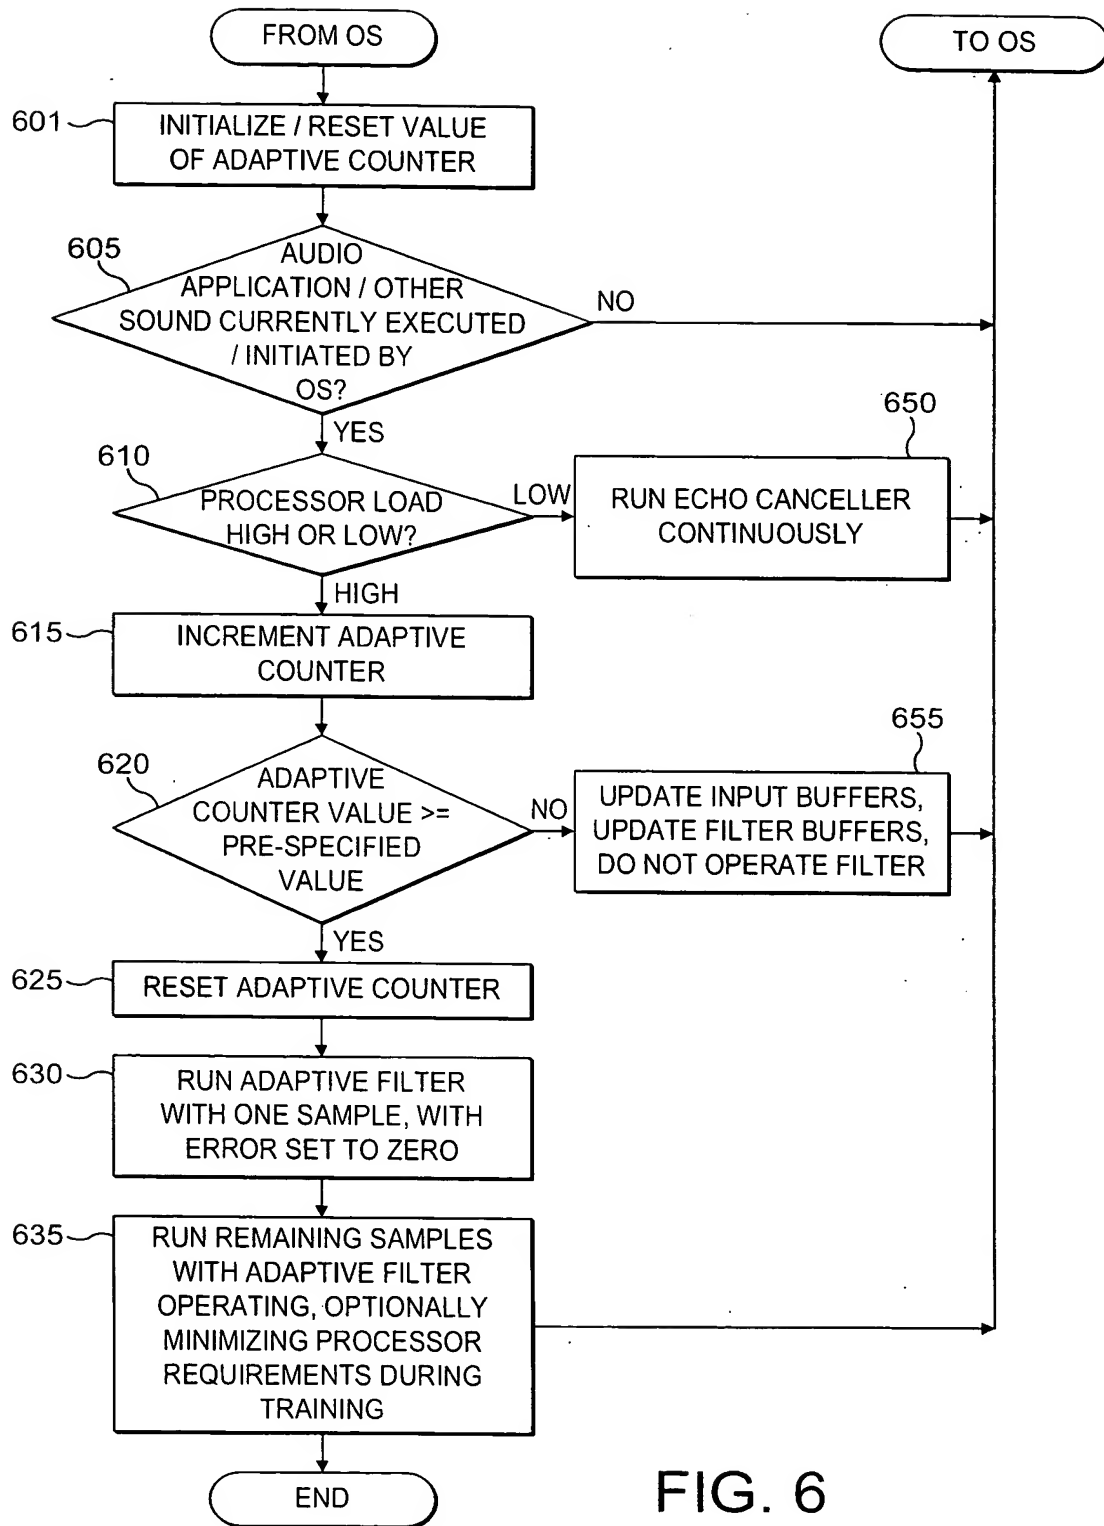 FROM OS
TO OS
601
INITIALIZE / RESET VALUE
OF ADAPTIVE COUNTER
605
AUDIO
APPLICATION / OTHER
SOUND CURRENTLY EXECUTED
/ INITIATED BY
OS?
NO
YES
610
PROCESSOR LOAD
HIGH OR LOW?
LOW
650
RUN ECHO CANCELLER
CONTINUOUSLY
HIGH
615
INCREMENT ADAPTIVE
COUNTER
620
ADAPTIVE
COUNTER VALUE >=
PRE-SPECIFIED
VALUE
NO
655
UPDATE INPUT BUFFERS,
UPDATE FILTER BUFFERS,
DO NOT OPERATE FILTER
YES
625
RESET ADAPTIVE COUNTER
630
RUN ADAPTIVE FILTER
WITH ONE SAMPLE, WITH
ERROR SET TO ZERO
635
RUN REMAINING SAMPLES
WITH ADAPTIVE FILTER
OPERATING, OPTIONALLY
MINIMIZING PROCESSOR
REQUIREMENTS DURING
TRAINING
END
FIG. 6